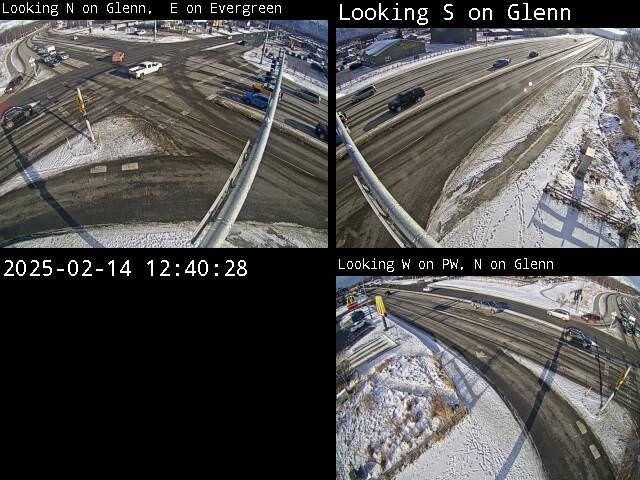 Looking N on Glenn,  E on Evergreen
Looking S on Glenn
2025-02-14 12:40:28
Looking W on PW, N on Glenn